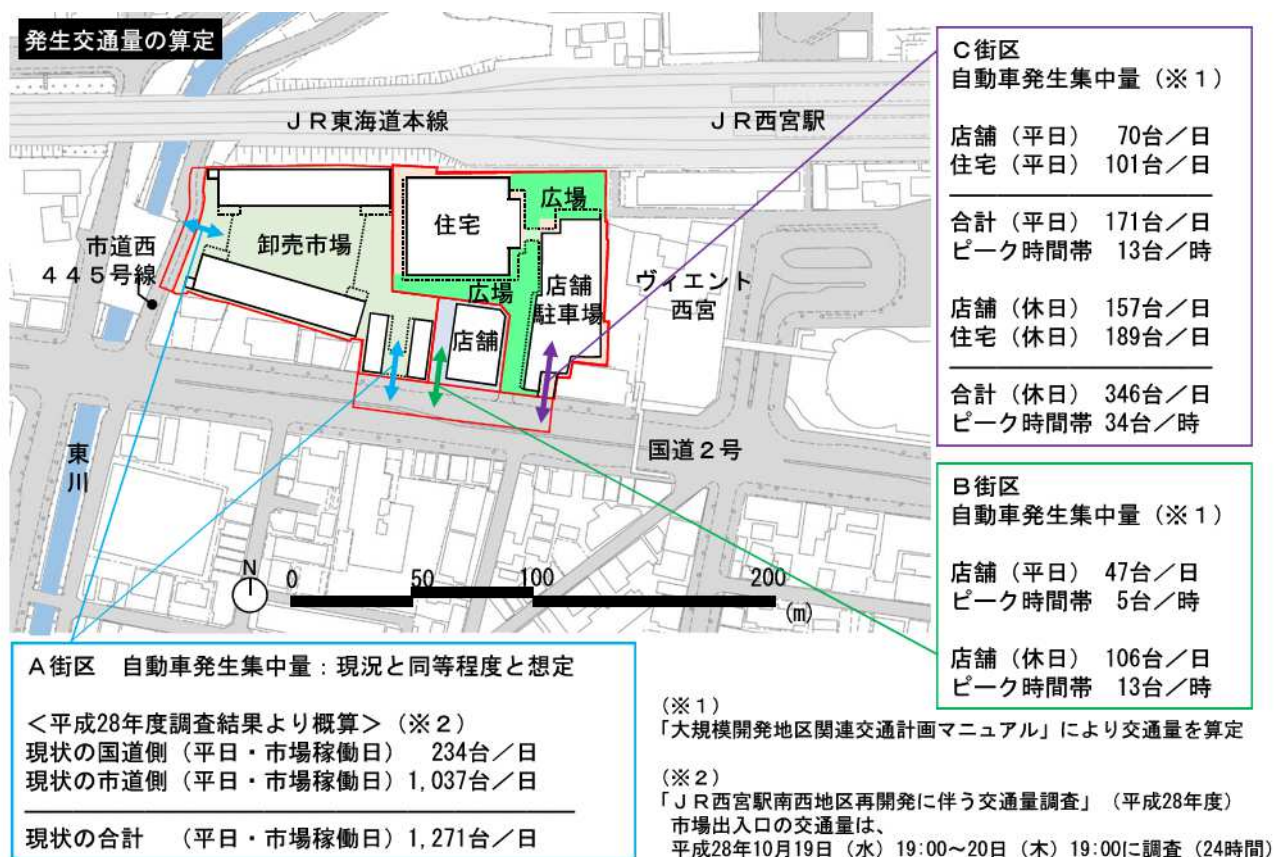 発生交通量の算定
JR東海道本線
JR西宮駅
市道西
445号線
卸売市場
住宅
広場
広場
店舗
店舗
駐車場
ヴィエント
西宮
国道2号
東
川
N
0
50
100
200
(m)
C街区
自動車発生集中量(※1)
店舗(平日) 70台/日
住宅(平日) 101台/日
合計(平日) 171台/日
ピーク時間帯 13台/時
店舗(休日) 157台/日
住宅(休日) 189台/日
合計(休日) 346台/日
ピーク時間帯 34台/時
B街区
自動車発生集中量(※1)
店舗(平日) 47台/日
ピーク時間帯 5台/時
店舗(休日) 106台/日
ピーク時間帯 13台/時
A街区 自動車発生集中量:現況と同等程度と想定
<平成28年度調査結果より概算>(※2)
現状の国道側(平日・市場稼働日) 234台/日
現状の市道側(平日・市場稼働日) 1,037台/日
現状の合計 (平日・市場稼働日) 1,271台/日
(※1)
「大規模開発地区関連交通計画マニュアル」により交通量を算定
(※2)
「JR西宮駅南西地区再開発に伴う交通量調査」(平成28年度)
市場出入口の交通量は、
平成28年10月19日(水)19:00~20日(木)19:00に調査(24時間)